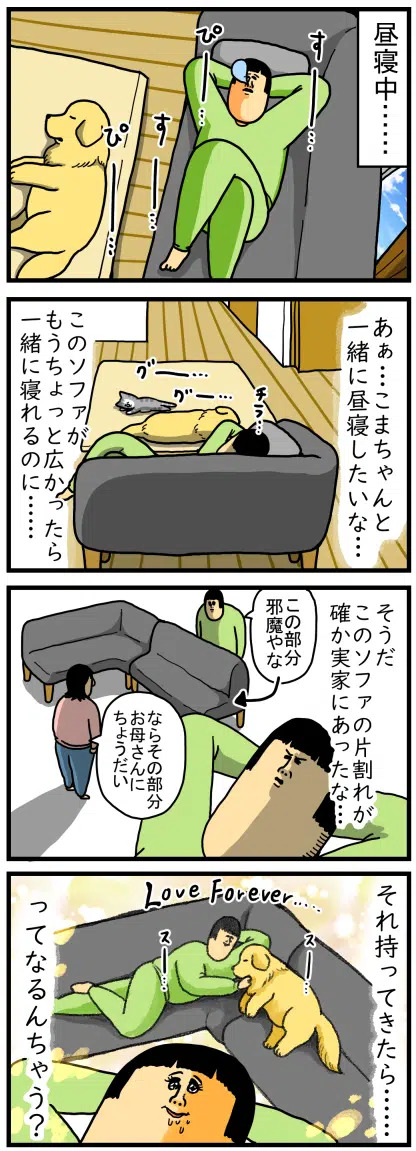 昼寝中……
す
ぴ
…
す
ぴ
…
あぁ…こまちゃんと
一緒に昼寝したいな…
チラ…
グー…
グー…
このソファが
もうちょっと広かったら
一緒に寝れるのに……
そうだ
このソファの片割れが
確か実家にあったな…
この部分
邪魔やな
ならその部分
お母さんに
ちょうだい
Love Forever.....
それ持ってきたら……
スー…
スー…
ってなるんちゃう？